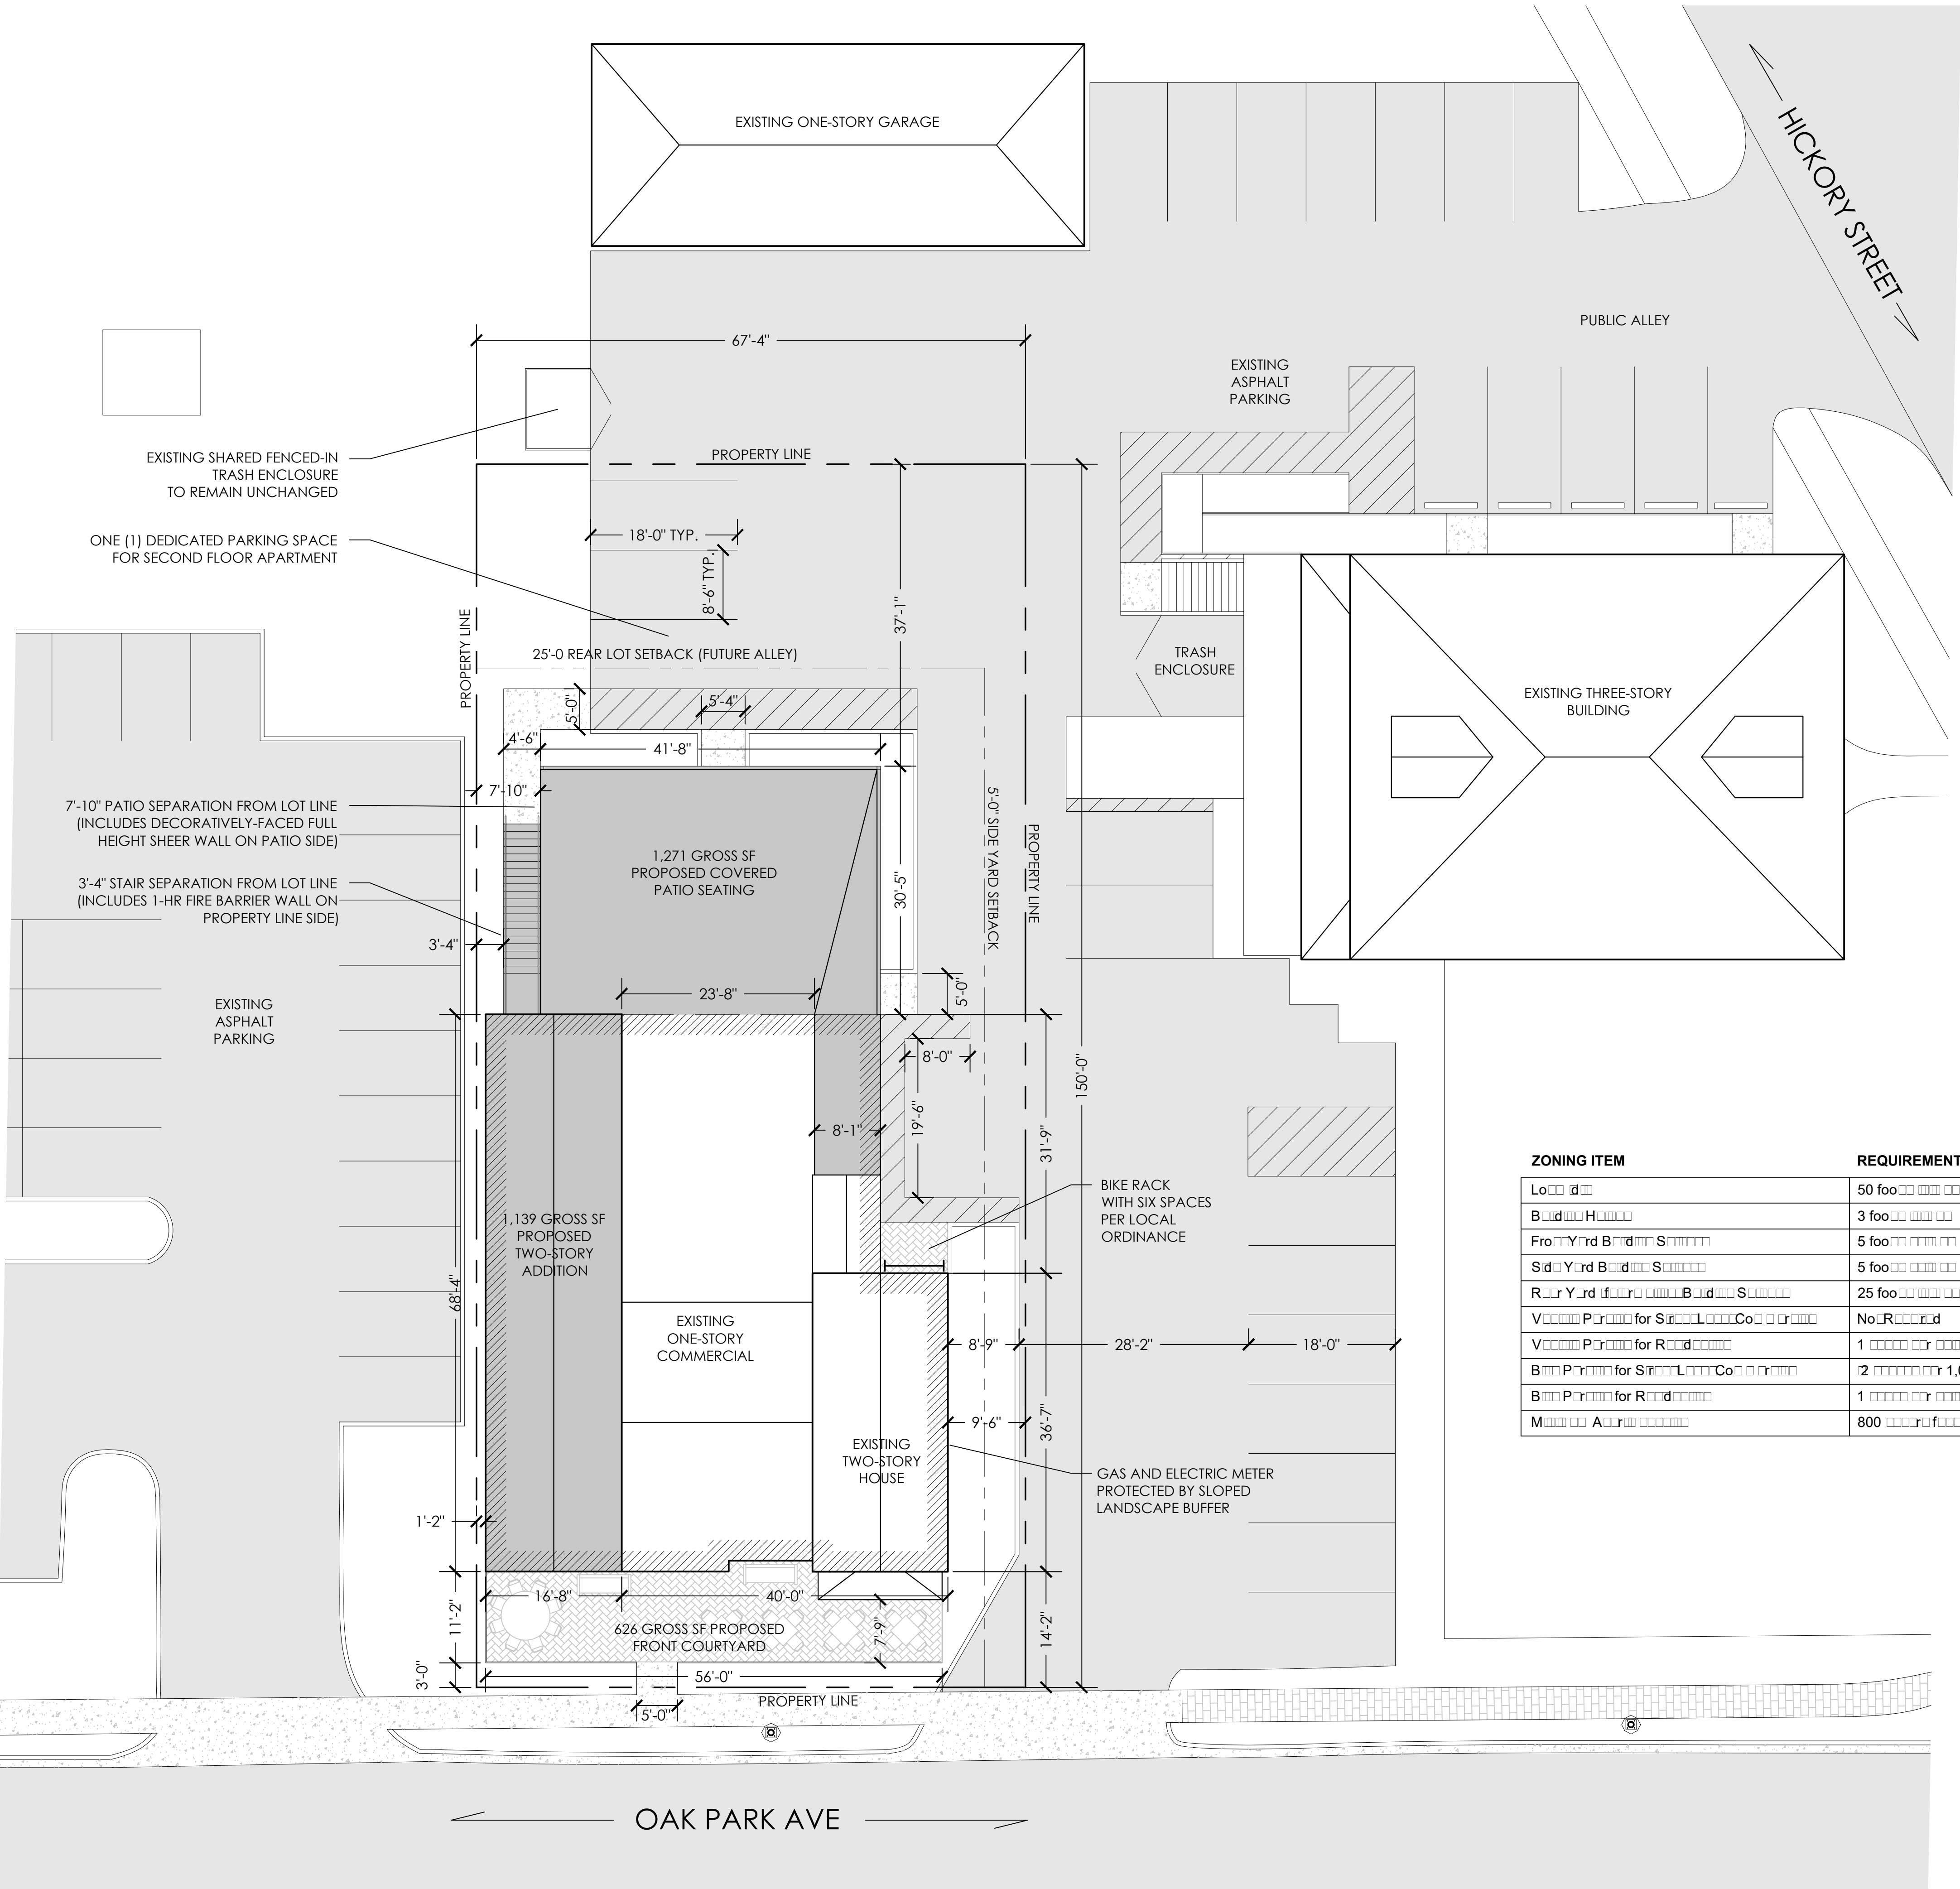 EXISTING ONE-STORY GARAGE
HICKORY STREET
PUBLIC ALLEY
67'-4"
EXISTING
ASPHALT
PARKING
EXISTING SHARED FENCED-IN
TRASH ENCLOSURE
TO REMAIN UNCHANGED
PROPERTY LINE
ONE (1) DEDICATED PARKING SPACE
FOR SECOND FLOOR APARTMENT
18'-0" TYP.
8'-6" TYP.
37'-1"
PROPERTY LINE
25'-0 REAR LOT SETBACK (FUTURE ALLEY)
TRASH
ENCLOSURE
EXISTING THREE-STORY
BUILDING
5'-0"
5'-4"
4'-6"
41'-8"
7'-10"
7'-10" PATIO SEPARATION FROM LOT LINE
(INCLUDES DECORATIVELY-FACED FULL
HEIGHT SHEER WALL ON PATIO SIDE)
5'-0" SIDE YARD SETBACK
PROPERTY LINE
1,271 GROSS SF
PROPOSED COVERED
PATIO SEATING
30'-5"
3'-4" STAIR SEPARATION FROM LOT LINE
(INCLUDES 1-HR FIRE BARRIER WALL ON
PROPERTY LINE SIDE)
3'-4"
23'-8"
5'-0"
EXISTING
ASPHALT
PARKING
8'-0"
150'-0"
19'-6"
8'-1"
31'-9"
BIKE RACK
WITH SIX SPACES
PER LOCAL
ORDINANCE
1,139 GROSS SF
PROPOSED
TWO-STORY
ADDITION
68'-4"
EXISTING
ONE-STORY
COMMERCIAL
8'-9"
28'-2"
18'-0"
9'-6"
36'-7"
EXISTING
TWO-STORY
HOUSE
GAS AND ELECTRIC METER
PROTECTED BY SLOPED
LANDSCAPE BUFFER
1'-2"
16'-8"
40'-0"
11'-2"
626 GROSS SF PROPOSED
FRONT COURTYARD
7'-9"
14'-2"
3'-0"
56'-0"
PROPERTY LINE
5'-0"
OAK PARK AVE
ZONING ITEM REQUIREMENT
50
3
5
5
25
for
1
for
2 1,
for
1
800